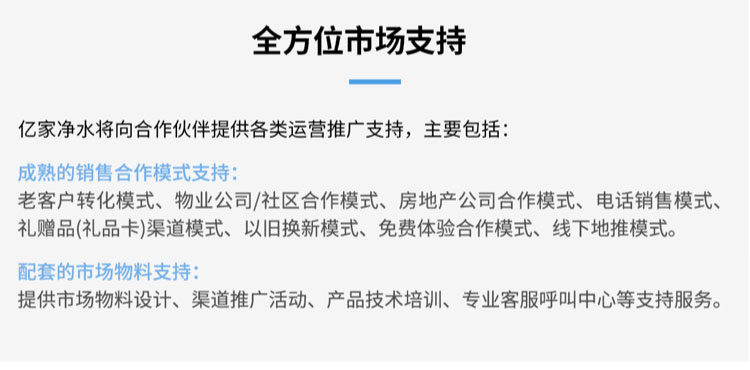 全方位市场支持
亿家净水将向合作伙伴提供各类运营推广支持，主要包括：
成熟的销售合作模式支持：
老客户转化模式、物业公司/社区合作模式、房地产公司合作模式、电话销售模式、
礼赠品(礼品卡)渠道模式、以旧换新模式、免费体验合作模式、线下地推模式。
配套的市场物料支持：
提供市场物料设计、渠道推广活动、产品技术培训、专业客服呼叫中心等支持服务。